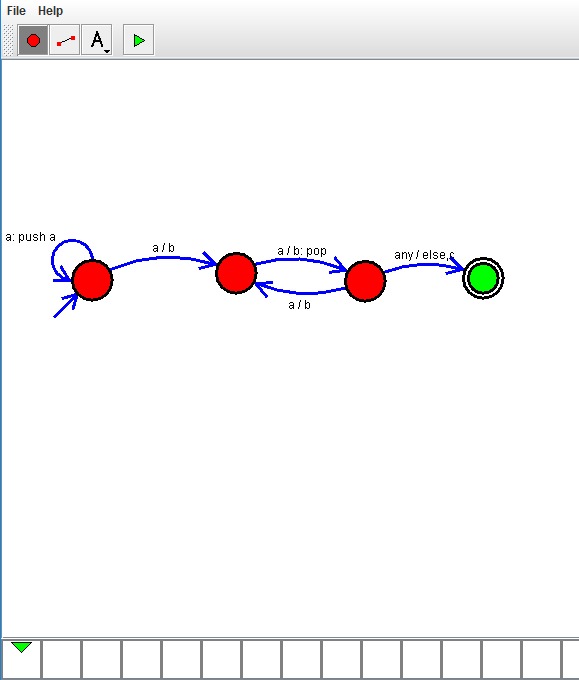 File Help
A
a: push a
a / b
a / b: pop
any / else,c
a / b